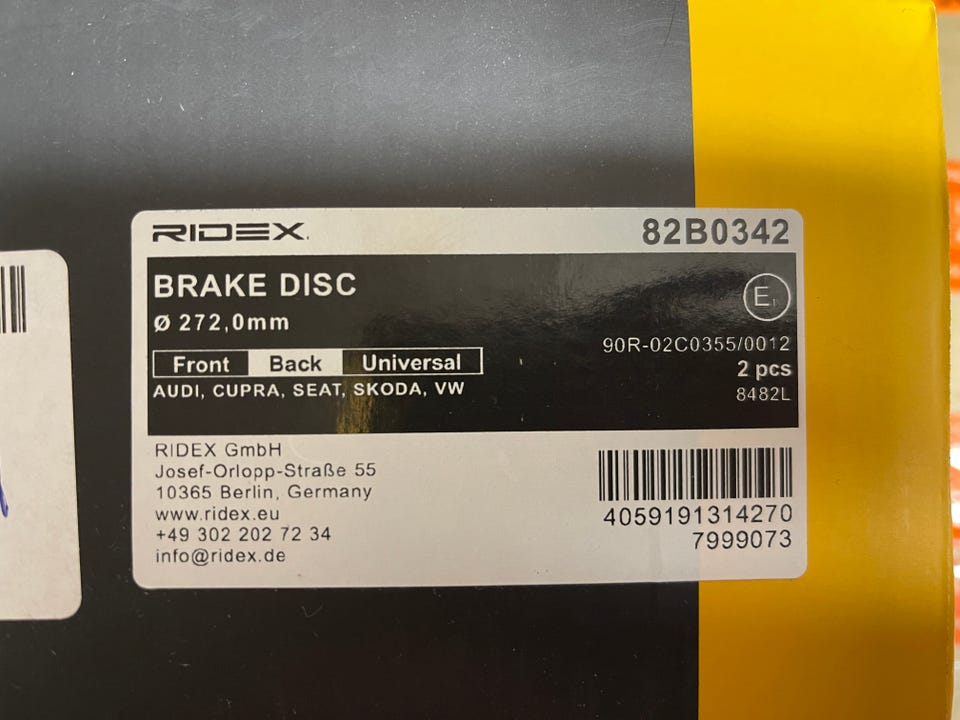 RIDEX
82B0342
BRAKE DISC
Ø 272,0mm
E1
90R-02C0355/0012
Front Back Universal
2 pcs
AUDI, CUPRA, SEAT, SKODA, VW
8482L
RIDEX GmbH
Josef-Orlopp-Straße 55
10365 Berlin, Germany
www.ridex.eu
+49 302 202 72 34
info@ridex.de
4059191314270
7999073